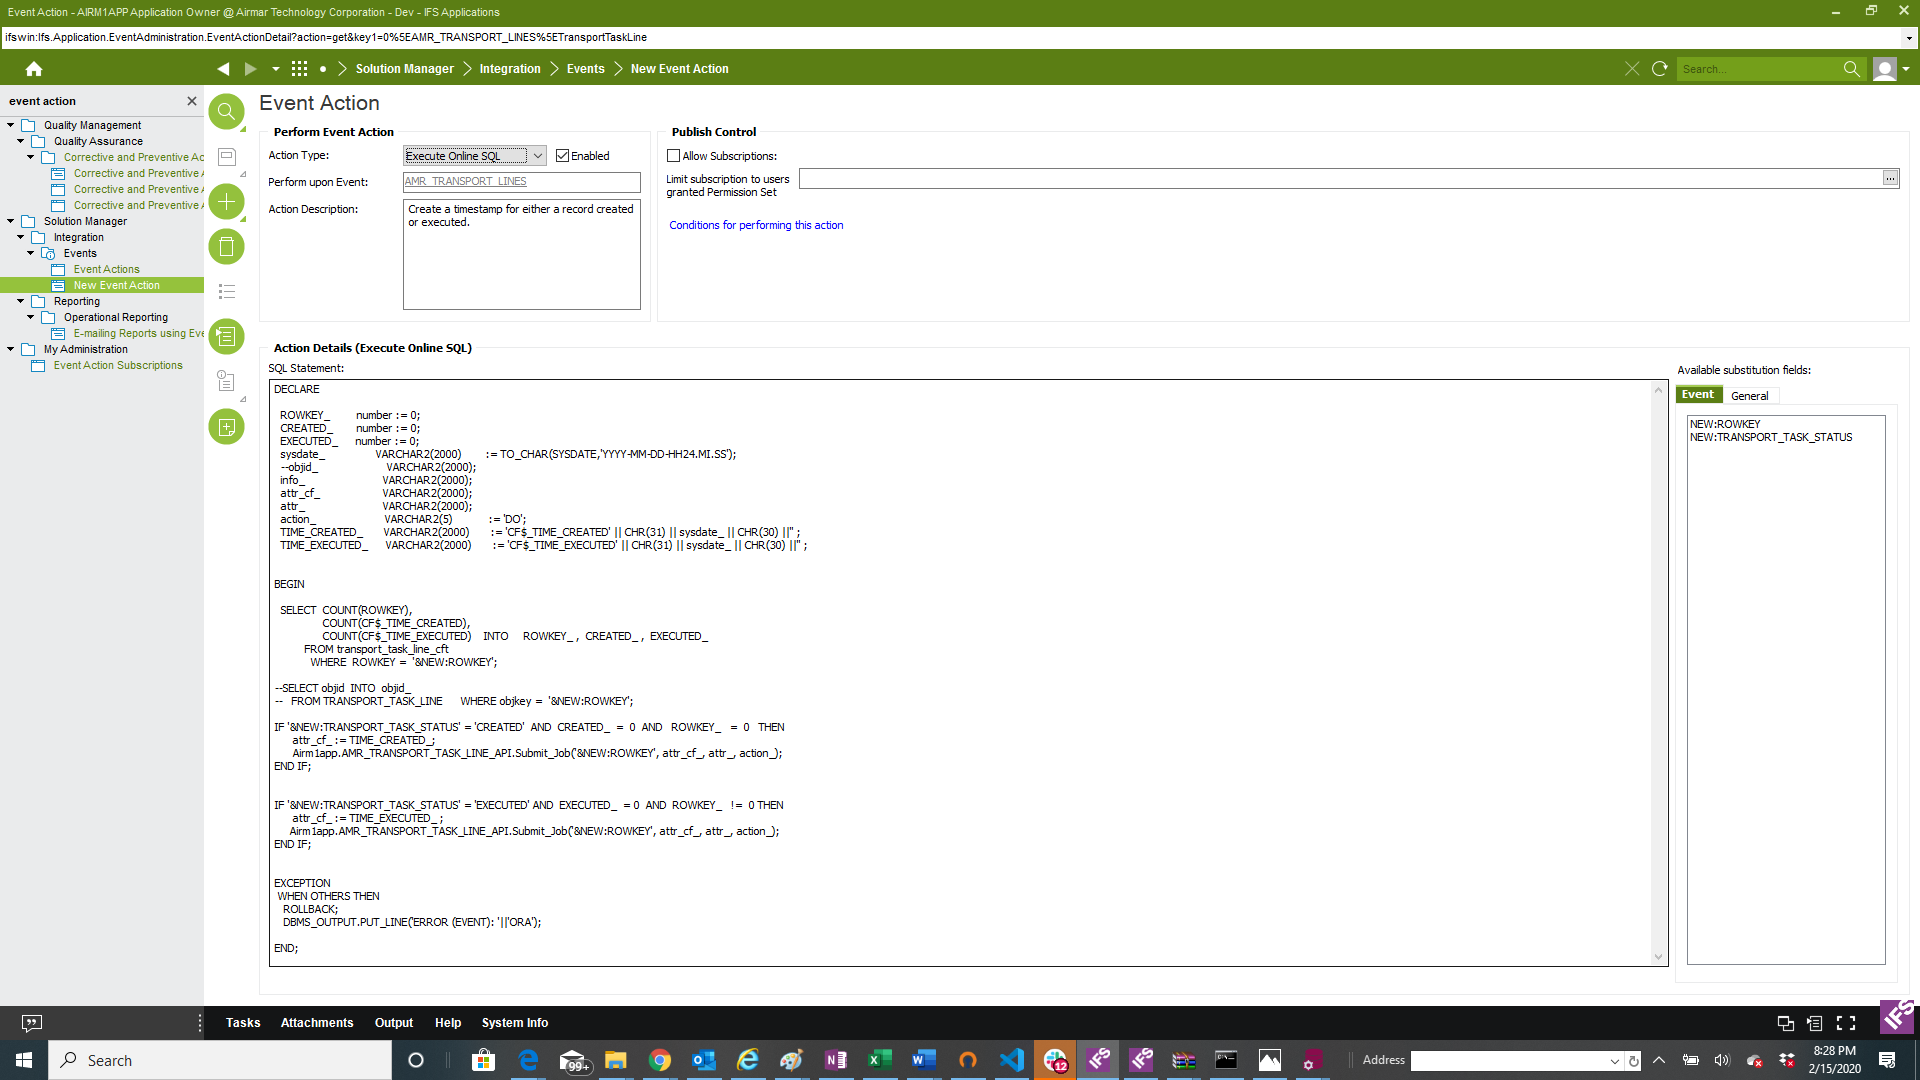 Event Action - AIRM1APP Application Owner @ Airmar Technology Corporation - Dev - IFS Applications
ifswin:Ifs.Application.EventAdministration.EventActionDetail?action=get&key1=0%5EAMR_TRANSPORT_LINES%5ETransportTaskLine
Solution Manager
Integration
Events
New Event Action
Search...
event action
Quality Management
Quality Assurance
Corrective and Preventive Ac
Corrective and Preventive A
Corrective and Preventive A
Corrective and Preventive A
Solution Manager
Integration
Events
Event Actions
New Event Action
Reporting
Operational Reporting
E-mailing Reports using Eve
My Administration
Event Action Subscriptions
Event Action
Perform Event Action
Action Type:
Execute Online SQL
Enabled
Perform upon Event:
AMR_TRANSPORT_LINES
Action Description:
Create a timestamp for either a record created
or executed.
Publish Control
Allow Subscriptions:
Limit subscription to users
granted Permission Set
...
Conditions for performing this action
Action Details (Execute Online SQL)
SQL Statement:
DECLARE
ROWKEY_ number := 0;
CREATED_ number := 0;
EXECUTED_ number := 0;
sysdate_ VARCHAR2(2000) := TO_CHAR(SYSDATE,'YYYY-MM-DD-HH24.MI.SS');
--objid_ VARCHAR2(2000);
info_ VARCHAR2(2000);
attr_cf_ VARCHAR2(2000);
attr_ VARCHAR2(2000);
action_ VARCHAR2(5) := 'DO';
TIME_CREATED_ VARCHAR2(2000) := 'CF$_TIME_CREATED' || CHR(31) || sysdate_ || CHR(30) ||'' ;
TIME_EXECUTED_ VARCHAR2(2000) := 'CF$_TIME_EXECUTED' || CHR(31) || sysdate_ || CHR(30) ||'' ;
BEGIN
SELECT COUNT(ROWKEY),
COUNT(CF$_TIME_CREATED),
COUNT(CF$_TIME_EXECUTED) INTO ROWKEY_ , CREATED_ , EXECUTED_
FROM transport_task_line_cft
WHERE ROWKEY = '&NEW:ROWKEY';
--SELECT objid INTO objid_
-- FROM TRANSPORT_TASK_LINE WHERE objkey = '&NEW:ROWKEY';
IF '&NEW:TRANSPORT_TASK_STATUS' = 'CREATED' AND CREATED_ = 0 AND ROWKEY_ = 0 THEN
attr_cf_ := TIME_CREATED_;
Airm1app.AMR_TRANSPORT_TASK_LINE_API.Submit_Job('&NEW:ROWKEY', attr_cf_, attr_, action_);
END IF;
IF '&NEW:TRANSPORT_TASK_STATUS' = 'EXECUTED' AND EXECUTED_ = 0 AND ROWKEY_ != 0 THEN
attr_cf_ := TIME_EXECUTED_ ;
Airm1app.AMR_TRANSPORT_TASK_LINE_API.Submit_Job('&NEW:ROWKEY', attr_cf_, attr_, action_);
END IF;
EXCEPTION
WHEN OTHERS THEN
ROLLBACK;
DBMS_OUTPUT.PUT_LINE('ERROR (EVENT): '||'ORA');
END;
Available substitution fields:
Event
General
NEW:ROWKEY
NEW:TRANSPORT_TASK_STATUS
Tasks
Attachments
Output
Help
System Info
IFS
Search
99+
12
IFS
IFS
Address
8:28 PM
2/15/2020